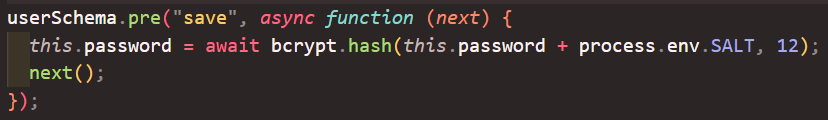 userSchema.pre("save", async function (next) {
  this.password = await bcrypt.hash(this.password + process.env.SALT, 12);
  next();
});